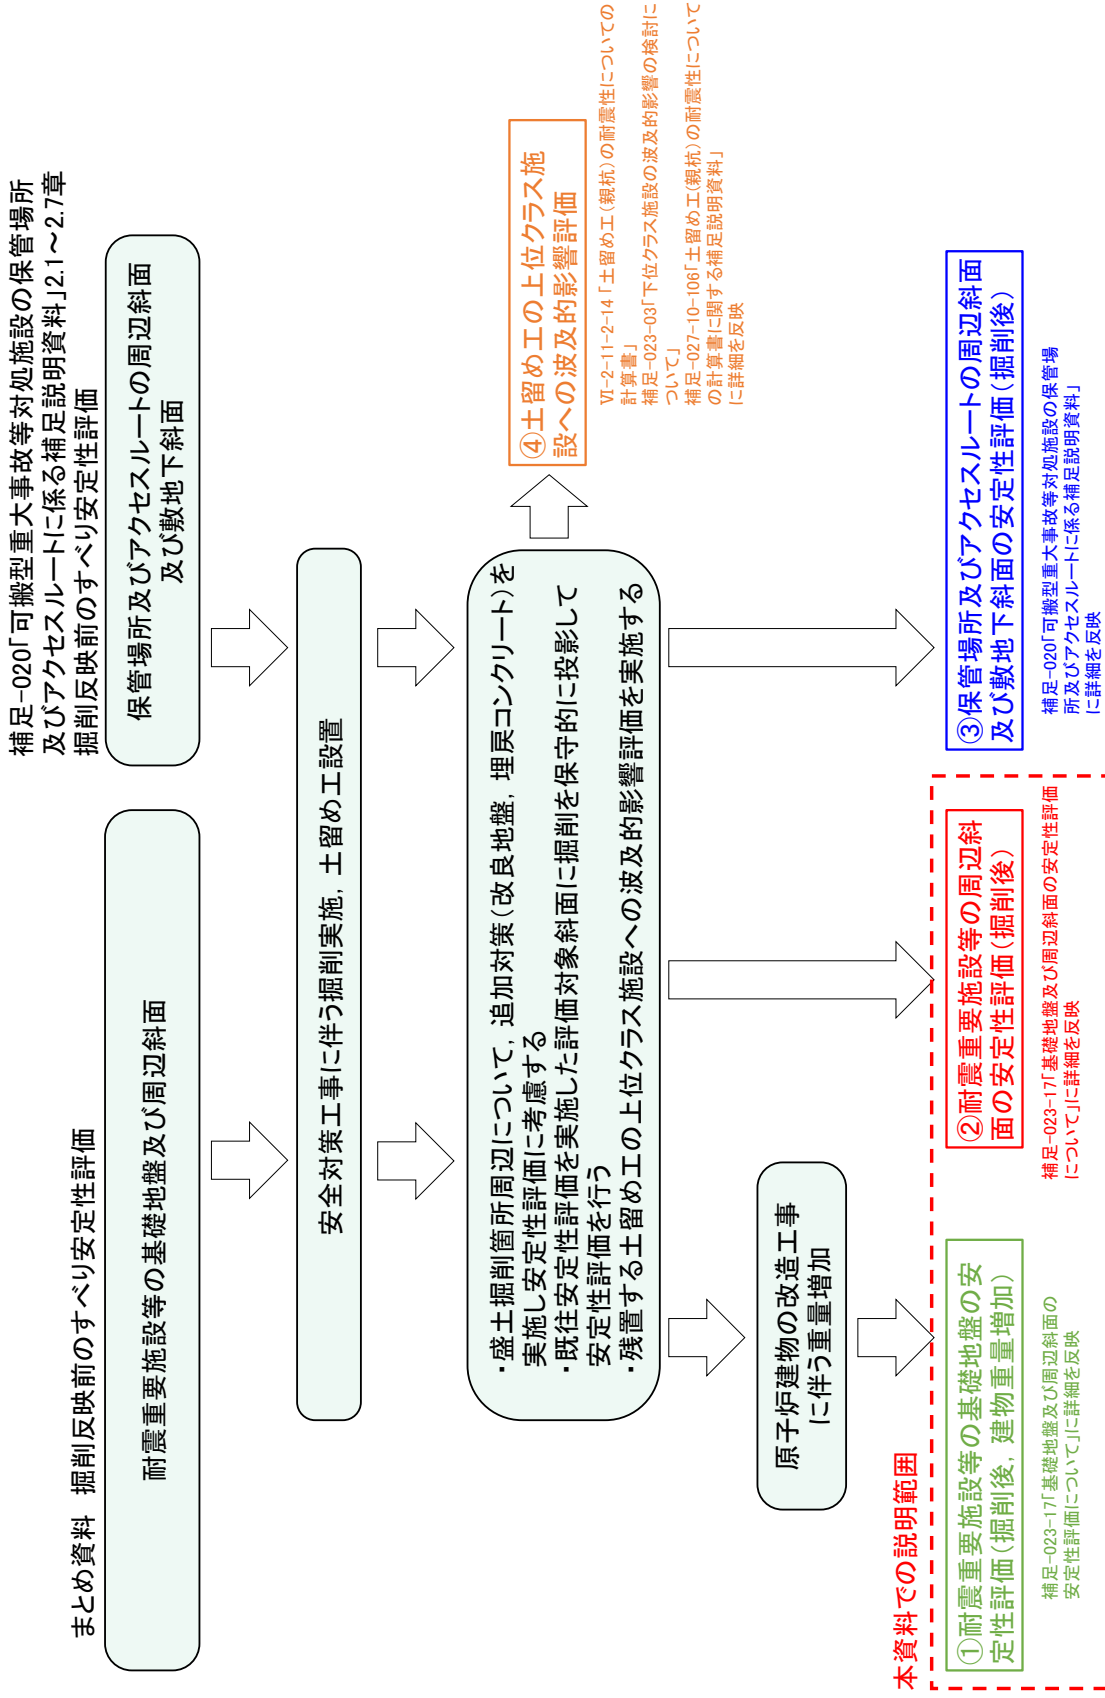 まとめ資料　掘削反映前のすべり安定性評価
補足-020「可搬型重大事故等対処施設の保管場所
及びアクセスルートに係る補足説明資料」2.1～2.7章
掘削反映前のすべり安定性評価
耐震重要施設等の基礎地盤及び周辺斜面
保管場所及びアクセスルートの周辺斜面
及び敷地下斜面
安全対策工事に伴う掘削実施，土留め工設置
・盛土掘削箇所周辺について，追加対策（改良地盤，埋戻コンクリート）を
実施し安定性評価に考慮する
・既往安定性評価を実施した評価対象斜面に掘削を保守的に投影して
安定性評価を行う
・残置する土留め工の上位クラス施設への波及的影響評価を実施する
④土留め工の上位クラス施
設への波及的影響評価
Ⅵ-2-11-2-14「土留め工（親杭）の耐震性についての
計算書」
補足-023-03「下位クラス施設の波及的影響の検討に
ついて」
補足-027-10-106「土留め工（親杭）の耐震性について
の計算書に関する補足説明資料」
に詳細を反映
原子炉建物の改造工事
に伴う重量増加
本資料での説明範囲
①耐震重要施設等の基礎地盤の安
定性評価（掘削後，建物重量増加）
補足-023-17「基礎地盤及び周辺斜面の
安定性評価について」に詳細を反映
②耐震重要施設等の周辺斜
面の安定性評価（掘削後）
補足-023-17「基礎地盤及び周辺斜面の安定性評価
について」に詳細を反映
③保管場所及びアクセスルートの周辺斜面
及び敷地下斜面の安定性評価（掘削後）
補足-020「可搬型重大事故等対処施設の保管場
所及びアクセスルートに係る補足説明資料」
に詳細を反映